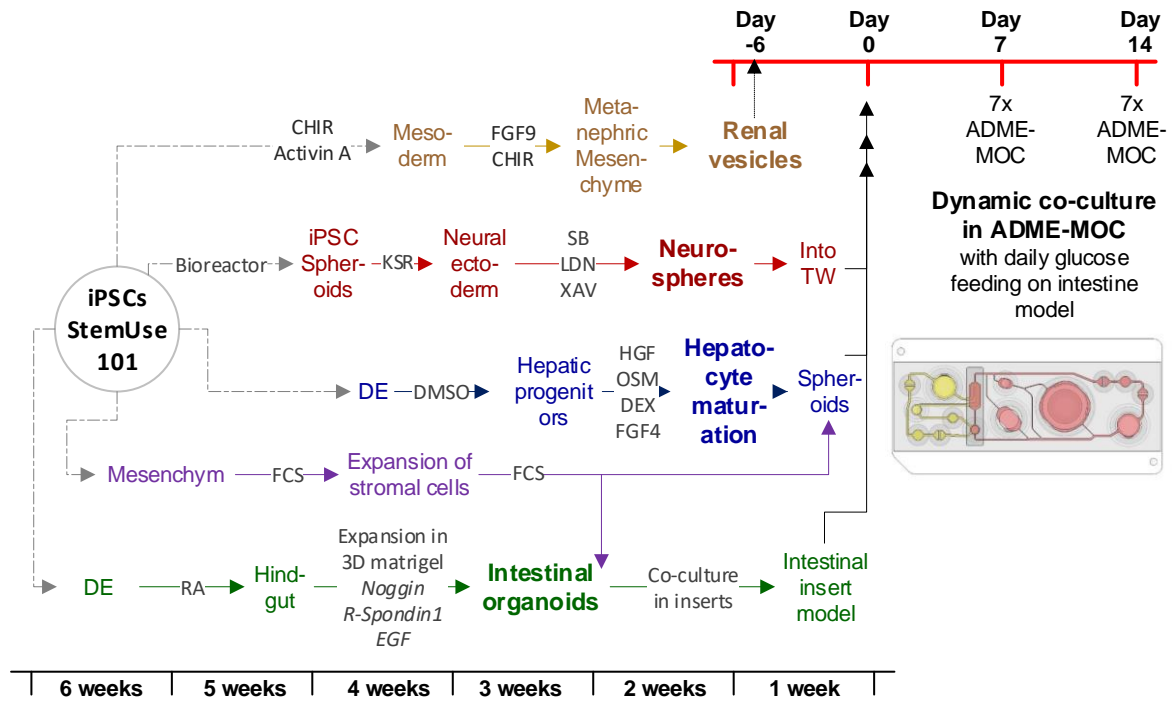 Day
-6
Day
0
Day
7
Day
14
7x
ADME-
MOC
7x
ADME-
MOC
CHIR
Activin A
Meso-
derm
FGF9
CHIR
Meta-
nephric
Mesen-
chyme
Renal
vesicles
Dynamic co-culture
in ADME-MOC
with daily glucose
feeding on intestine
model
iPSCs
StemUse
101
Bioreactor
iPSC
Spher-
oids
KSR
Neural
ecto-
derm
SB
LDN
XAV
Neuro-
spheres
Into
TW
DE
DMSO
Hepatic
progenit
ors
HGF
OSM
DEX
FGF4
Hepato-
cyte
matur-
ation
Spher-
oids
Mesenchym
FCS
Expansion of
stromal cells
FCS
DE
RA
Hind-
gut
Expansion in
3D matrigel
Noggin
R-Spondin1
EGF
Intestinal
organoids
Co-culture
in inserts
Intestinal
insert
model
6 weeks
5 weeks
4 weeks
3 weeks
2 weeks
1 week